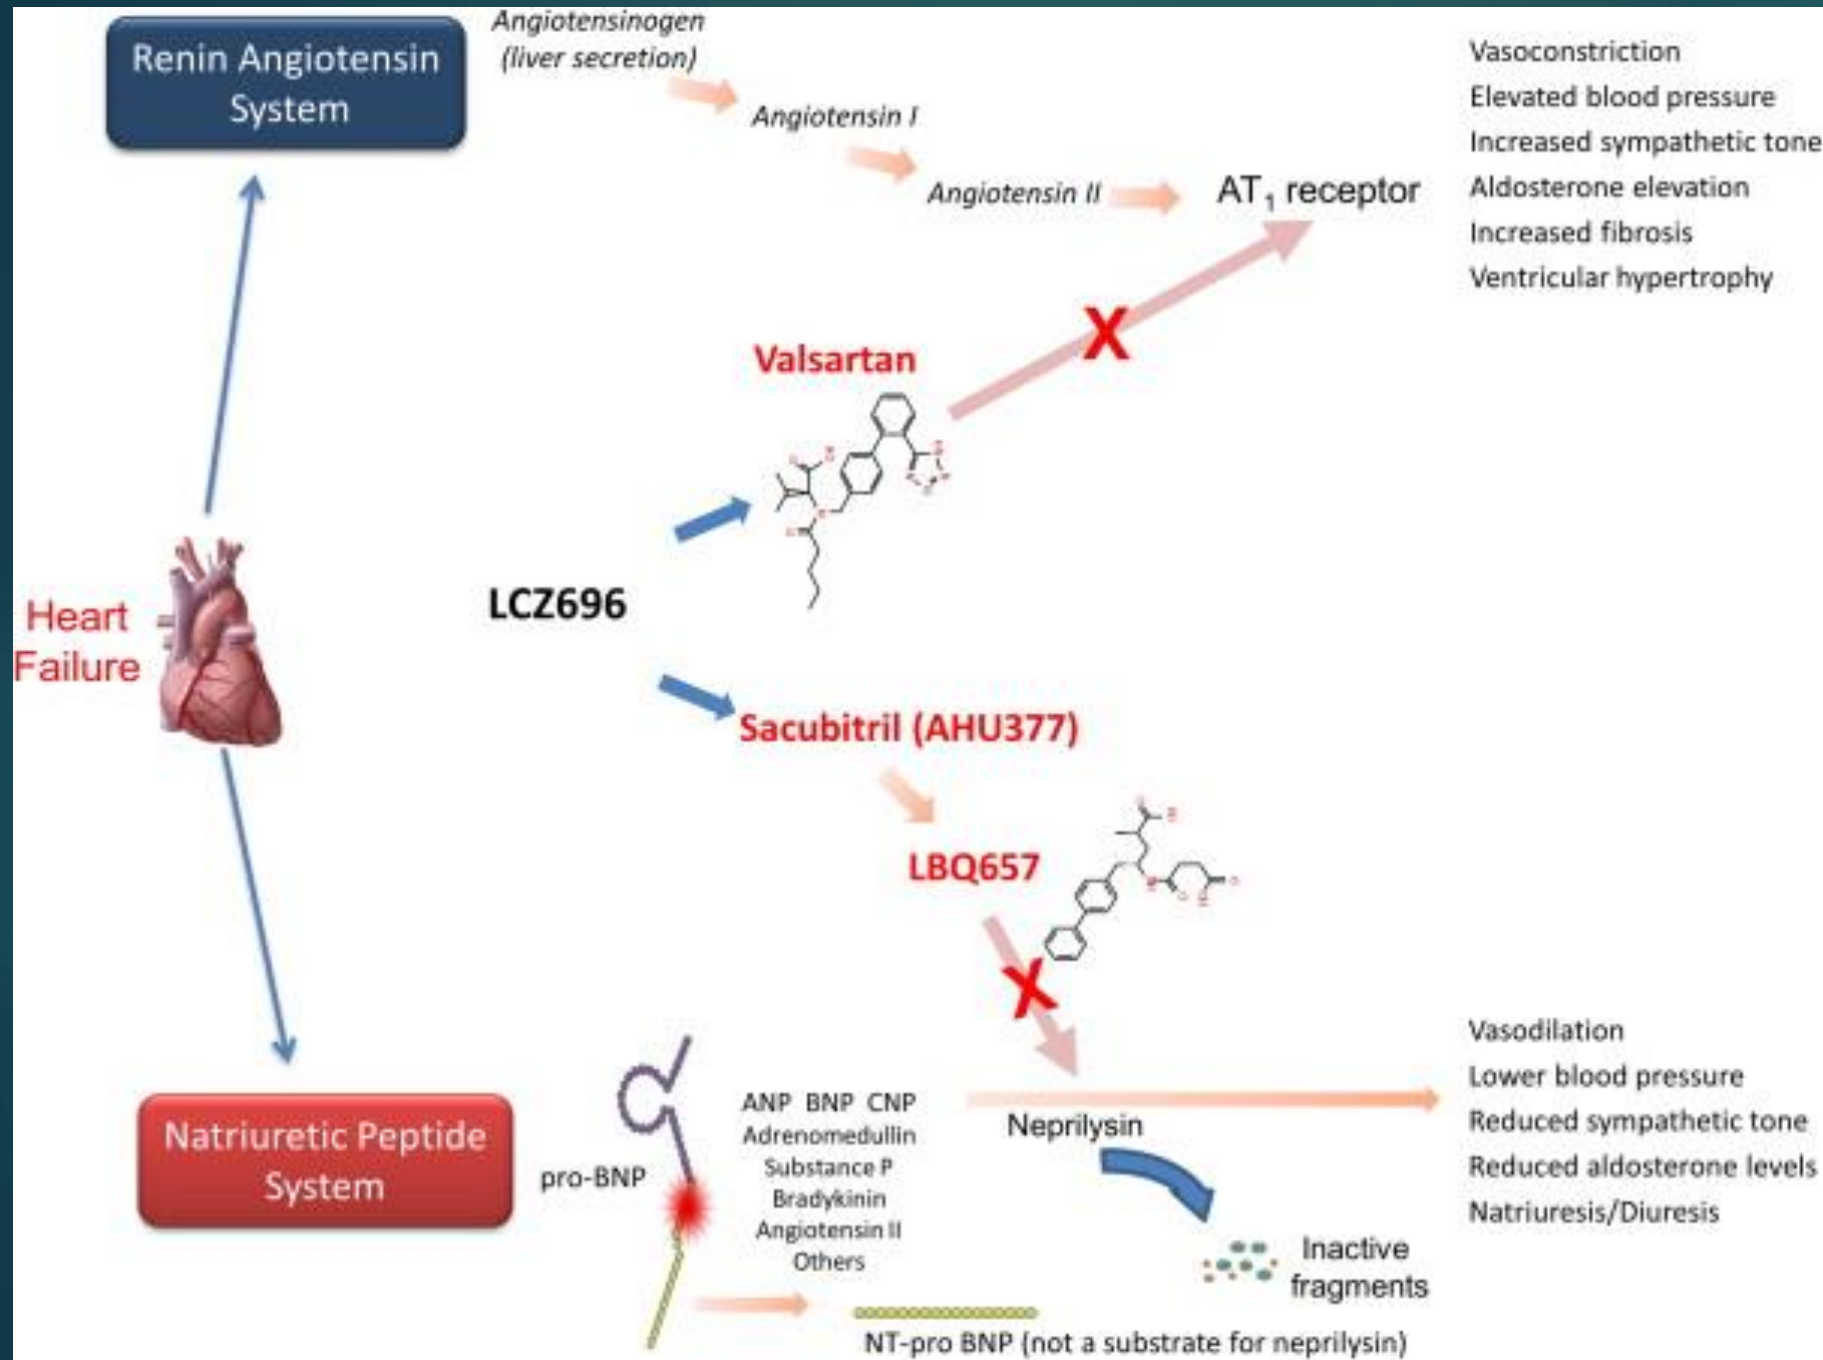 Renin Angiotensin
System
Angiotensinogen
(liver secretion)
Angiotensin I
Angiotensin II
AT1 receptor
Vasoconstriction
Elevated blood pressure
Increased sympathetic tone
Aldosterone elevation
Increased fibrosis
Ventricular hypertrophy
X
Valsartan
Heart
Failure
LCZ696
Sacubitril (AHU377)
LBQ657
X
Natriuretic Peptide
System
pro-BNP
ANP BNP CNP
Adrenomedullin
Substance P
Bradykinin
Angiotensin II
Others
Neprilysin
Vasodilation
Lower blood pressure
Reduced sympathetic tone
Reduced aldosterone levels
Natriuresis/Diuresis
Inactive
fragments
NT-pro BNP (not a substrate for neprilysin)